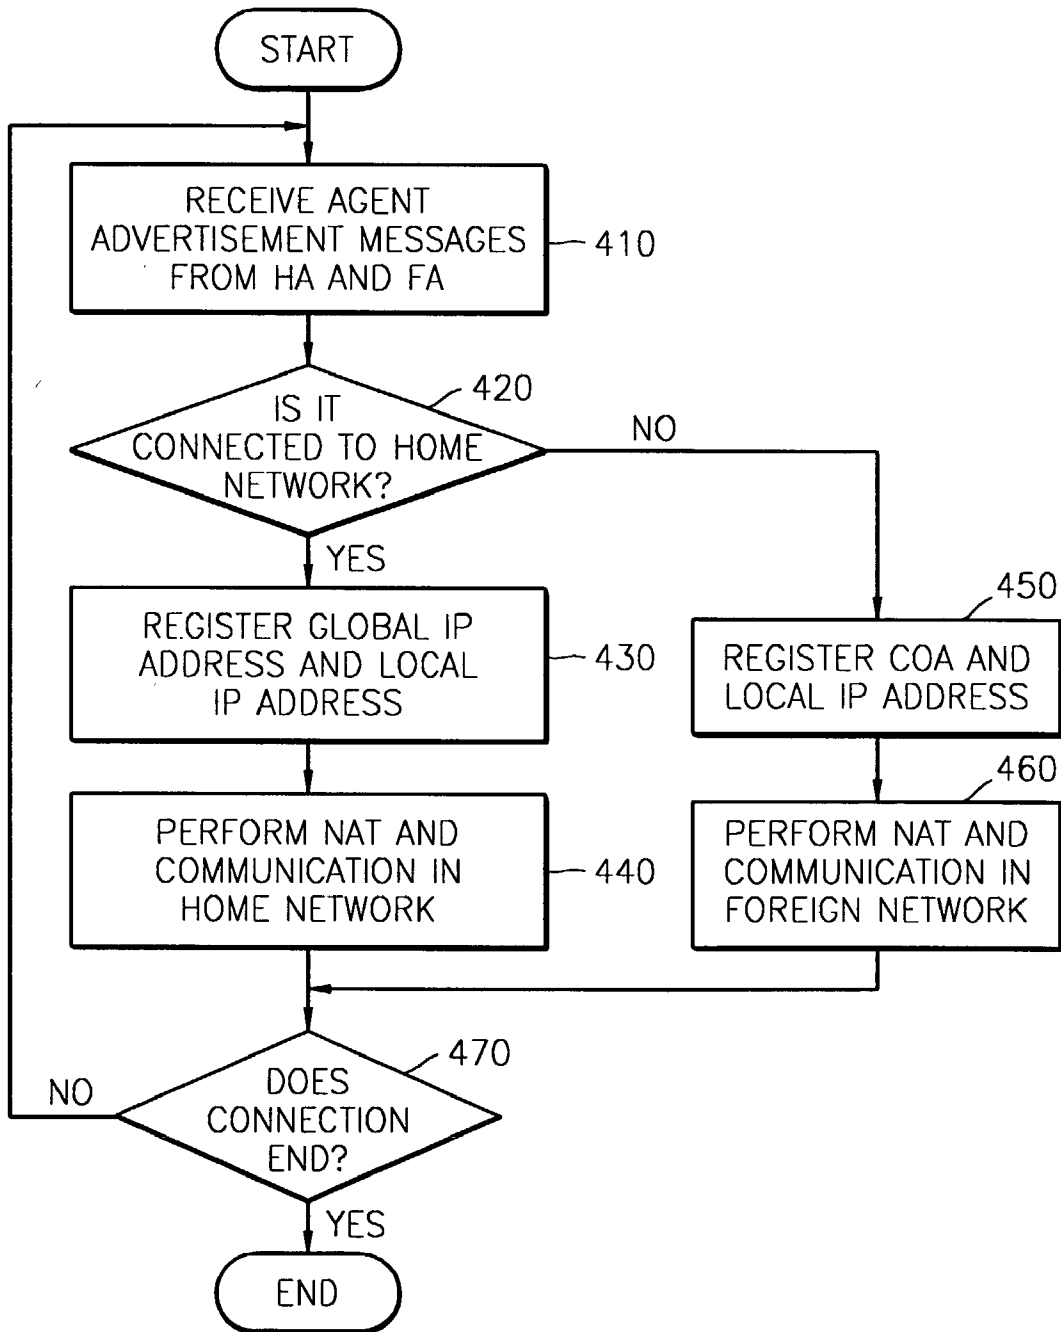 START
RECEIVE AGENT
ADVERTISEMENT MESSAGES
FROM HA AND FA
410
IS IT
CONNECTED TO HOME
NETWORK?
420
NO
YES
REGISTER GLOBAL IP
ADDRESS AND LOCAL
IP ADDRESS
430
450
REGISTER COA AND
LOCAL IP ADDRESS
PERFORM NAT AND
COMMUNICATION IN
HOME NETWORK
440
460
PERFORM NAT AND
COMMUNICATION IN
FOREIGN NETWORK
470
DOES
CONNECTION
END?
NO
YES
END